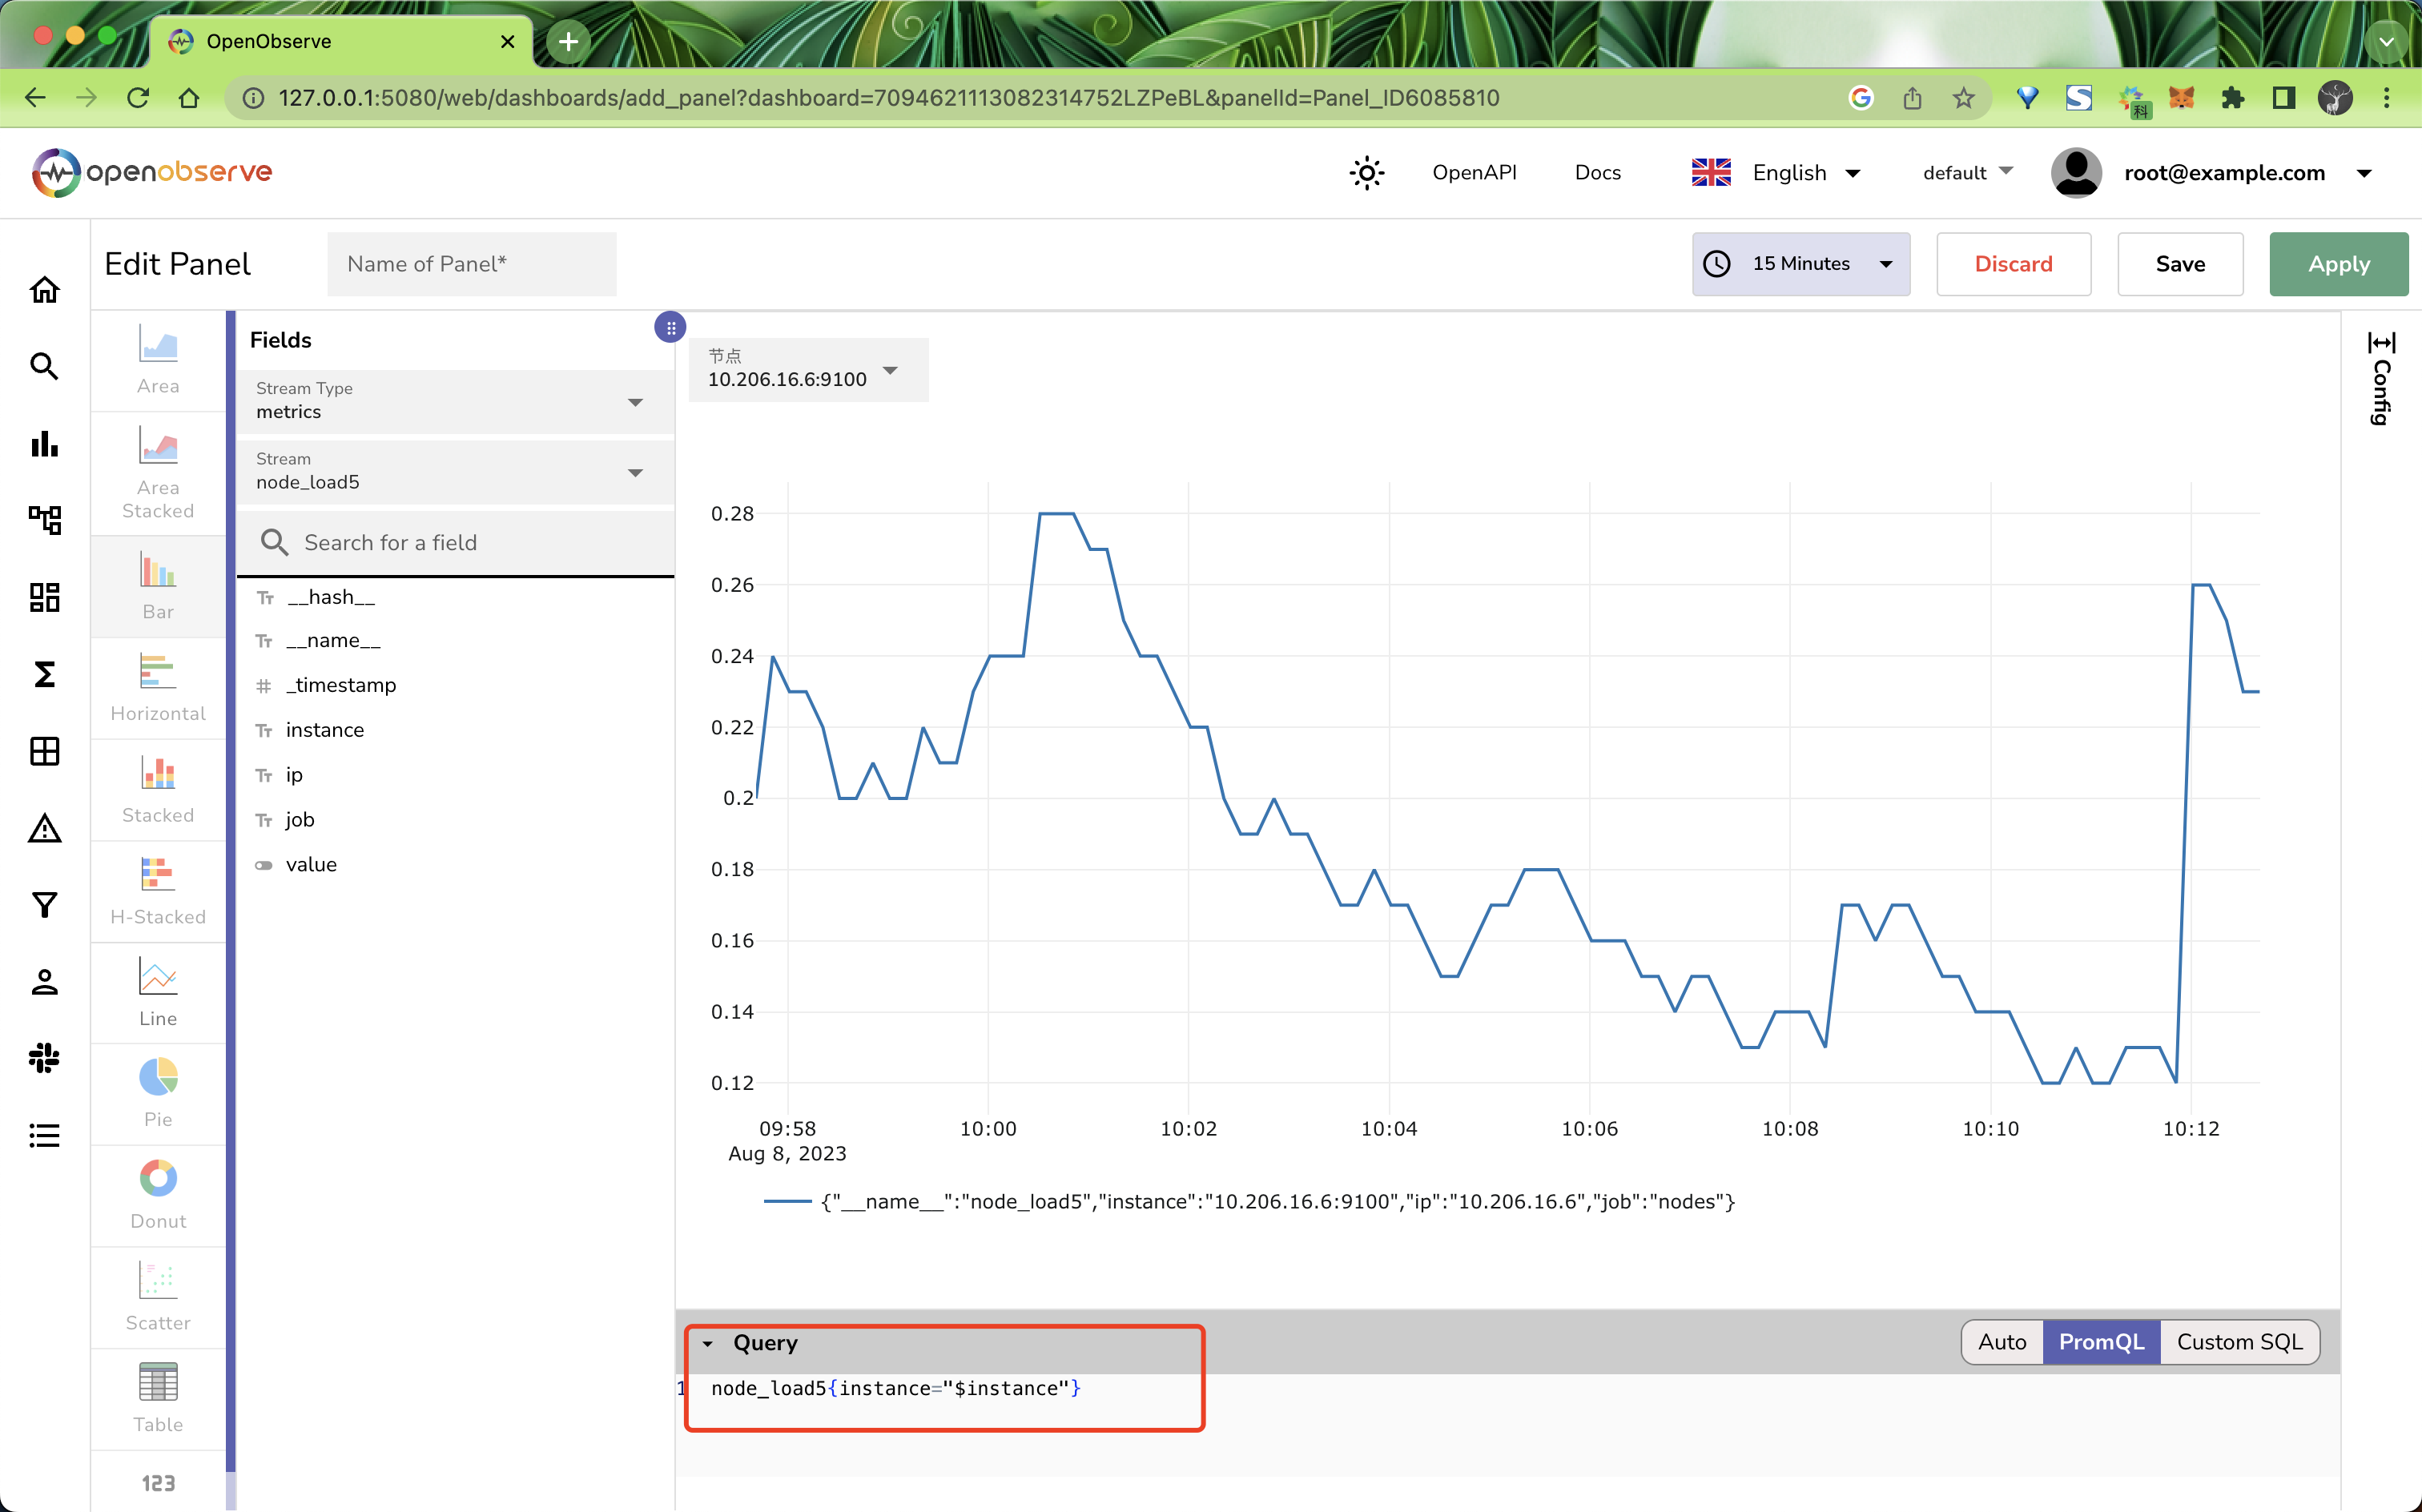 OpenObserve
127.0.0.1:5080/web/dashboards/add_panel?dashboard=7094621113082314752LZPeBL&panelId=Panel_ID6085810
科
openobserve
OpenAPI
Docs
English
default
root@example.com
Edit Panel
Name of Panel*
15 Minutes
Discard
Save
Apply
Area
Area
Stacked
Bar
Horizontal
Stacked
H-Stacked
Line
Pie
Donut
Scatter
Table
123
Fields
Stream Type
metrics
Stream
node_load5
Search for a field
__hash__
__name__
_timestamp
instance
ip
job
value
节点
10.206.16.6:9100
Config
0.28
0.26
0.24
0.22
0.2
0.18
0.16
0.14
0.12
09:58
10:00
10:02
10:04
10:06
10:08
10:10
10:12
Aug 8, 2023
{"__name__":"node_load5","instance":"10.206.16.6:9100","ip":"10.206.16.6","job":"nodes"}
Query
Auto
PromQL
Custom SQL
1
node_load5{instance="$instance"}